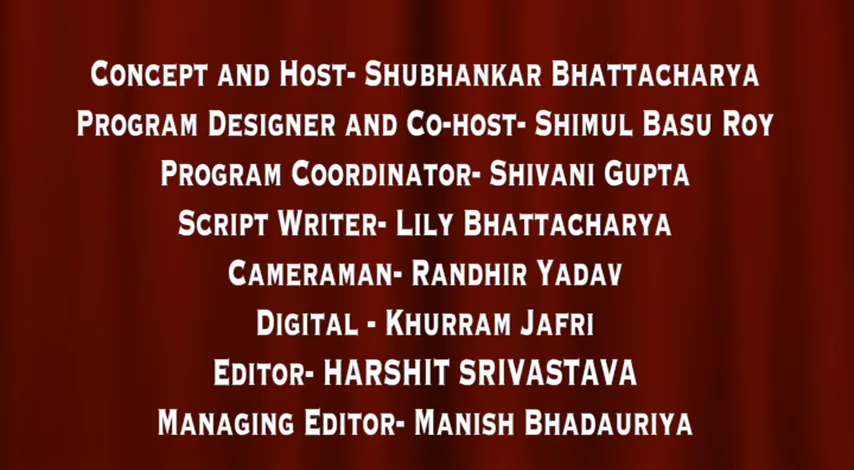 Concept and Host- Shubhankar Bhattacharya
Program Designer and Co-host- Shimul Basu Roy
Program Coordinator- Shivani Gupta
Script Writer- Lily Bhattacharya
Cameraman- Randhir Yadav
Digital - Khurram Jafri
Editor- HARSHIT SRIVASTAVA
Managing Editor- Manish Bhadauriya